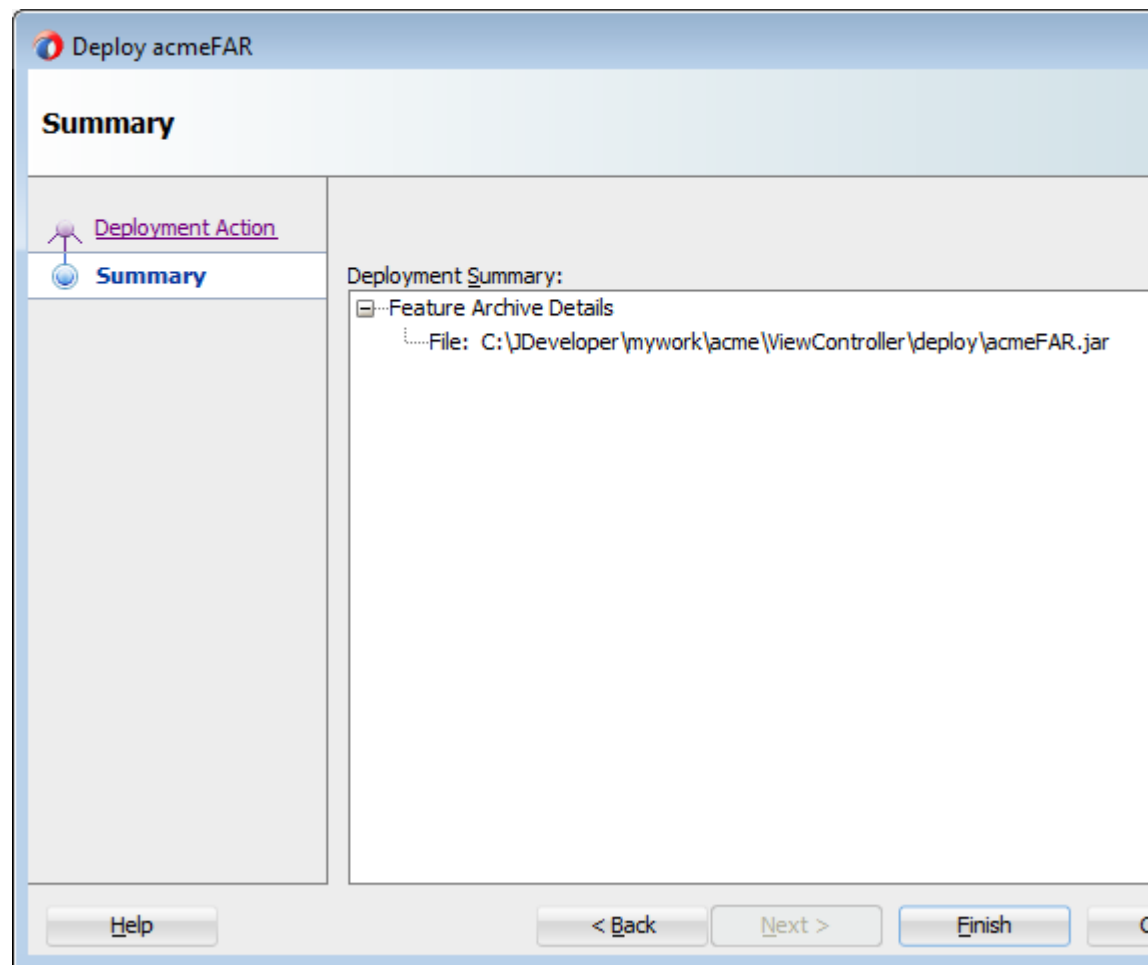 Deploy acmeFAR
Summary
Deployment Action
Summary
Deployment Summary:
Feature Archive Details
File: C:\JDeveloper\mywork\acme\ViewController\deploy\acmeFAR.jar
Help
< Back
Next >
Finish